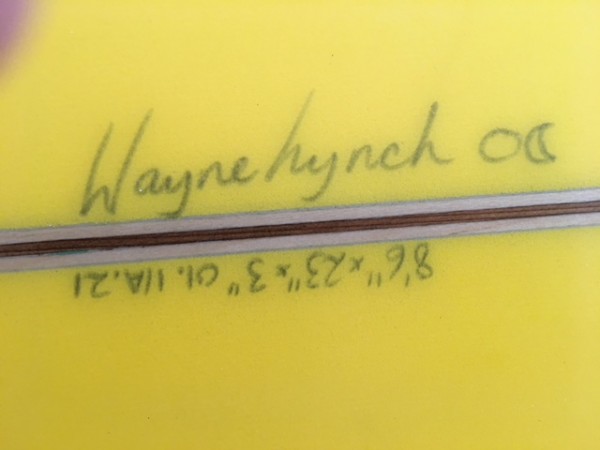 Wayne Lynch
8'6" x 23" x 3"